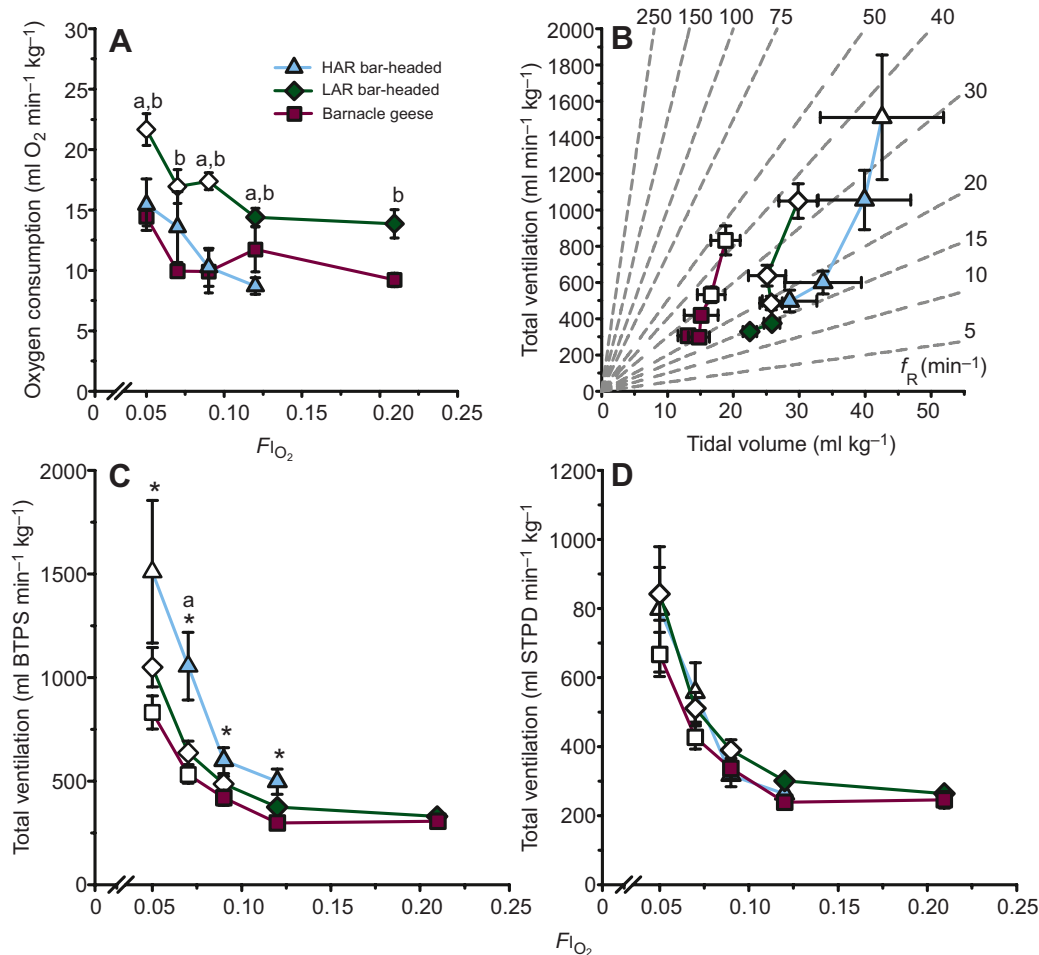 A
Oxygen consumption (ml O2 min–1 kg–1)
30
25
20
15
10
5
0
0 0.05 0.10 0.15 0.20 0.25
FIO2
HAR bar-headed
LAR bar-headed
Barnacle geese
a,b
b
a,b
a,b
b
B
Total ventilation (ml min–1 kg–1)
2000
1800
1600
1400
1200
1000
800
600
400
200
0
0 10 20 30 40 50
Tidal volume (ml kg–1)
250 150 100 75 50 40
30
20
15
10
5
fR (min–1)
C
Total ventilation (ml BTPS min–1 kg–1)
2000
1500
1000
500
0
0 0.05 0.10 0.15 0.20 0.25
*
a
*
*
*
D
Total ventilation (ml STPD min–1 kg–1
1200
1000
800
600
400
200
0
0 0.05 0.10 0.15 0.20 0.25
FIO2